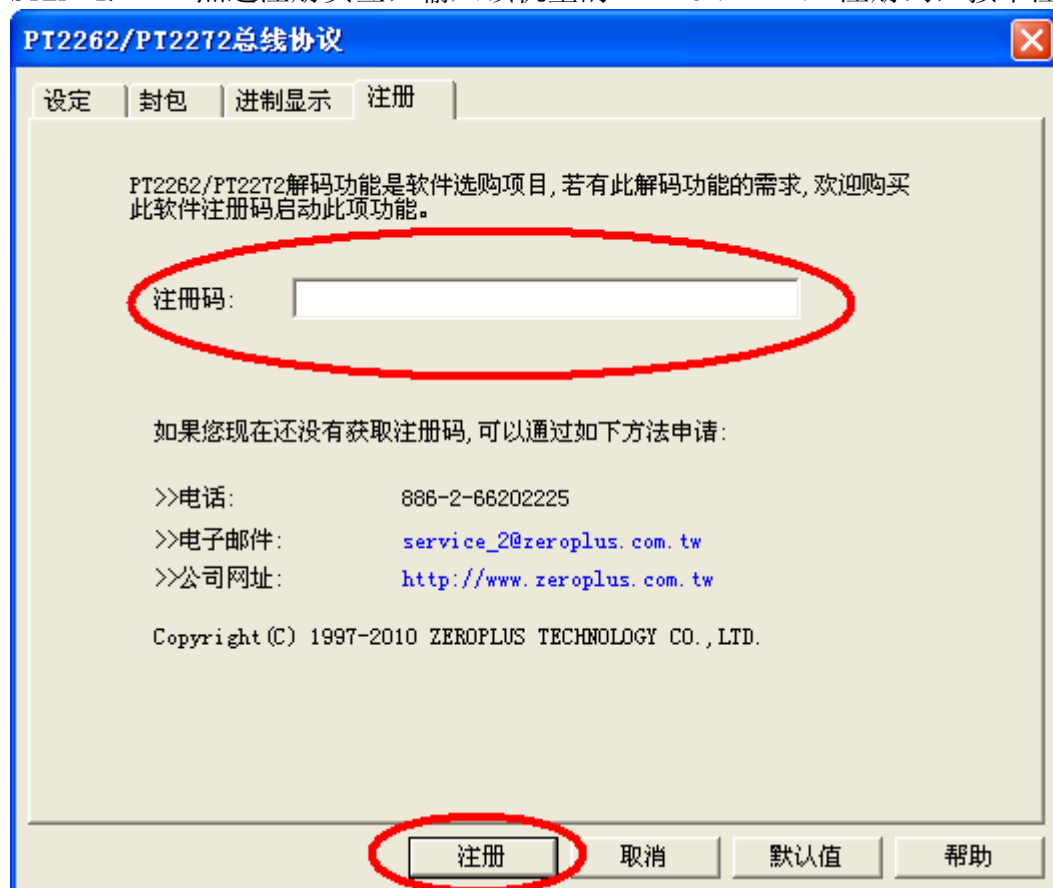 PT2262/PT2272总线协议
设定 封包 进制显示 注册
PT2262/PT2272解码功能是软件选购项目,若有此解码功能的需求,欢迎购买
此软件注册码启动此项功能。
注册码:
如果您现在还没有获取注册码,可以通过如下方法申请:
>>电话: 886-2-66202225
>>电子邮件: service_2@zeroplus.com.tw
>>公司网址: http://www.zeroplus.com.tw
Copyright(C) 1997-2010 ZEROPLUS TECHNOLOGY CO.,LTD.
注册 取消 默认值 帮助